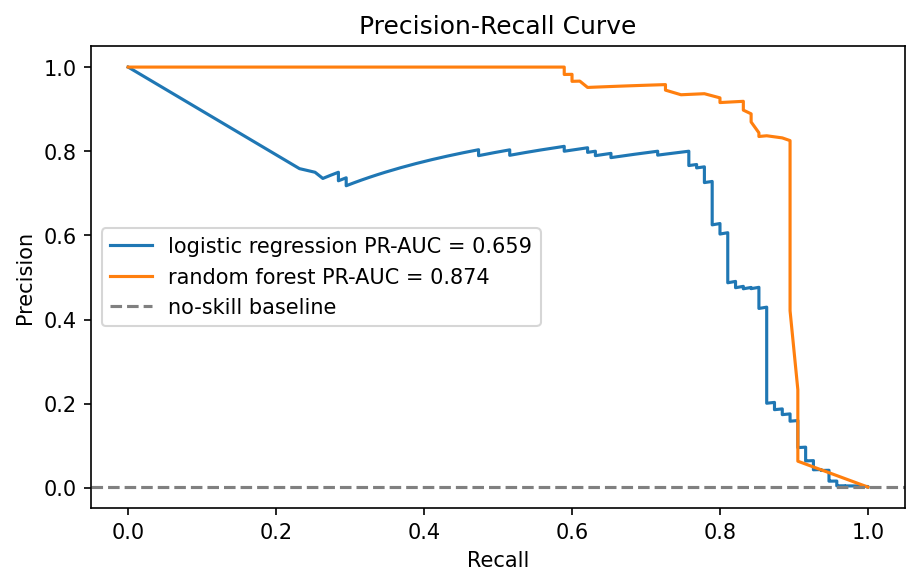 Precision-Recall Curve
1.0
0.8
0.6
0.4
0.2
0.0
Precision
logistic regression PR-AUC = 0.659
random forest PR-AUC = 0.874
no-skill baseline
0.0 0.2 0.4 0.6 0.8 1.0
Recall